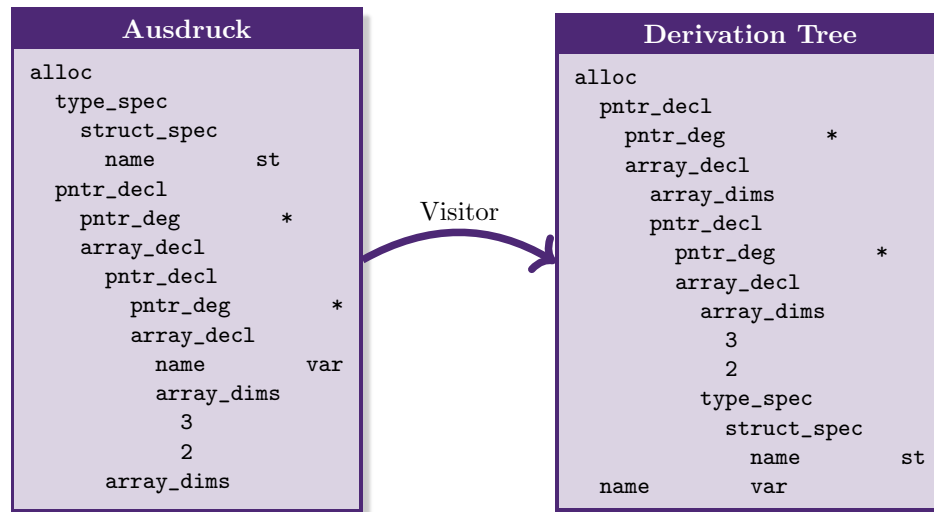 Ausdruck
alloc
  type_spec
    struct_spec
      name        st
  pntr_decl
    pntr_deg        *
    array_decl
      pntr_decl
        pntr_deg        *
        array_decl
          name        var
          array_dims
            3
            2
      array_dims
Visitor
Derivation Tree
alloc
  pntr_decl
    pntr_deg        *
    array_decl
      array_dims
      pntr_decl
        pntr_deg        *
        array_decl
          array_dims
            3
            2
          type_spec
            struct_spec
              name        st
  name        var